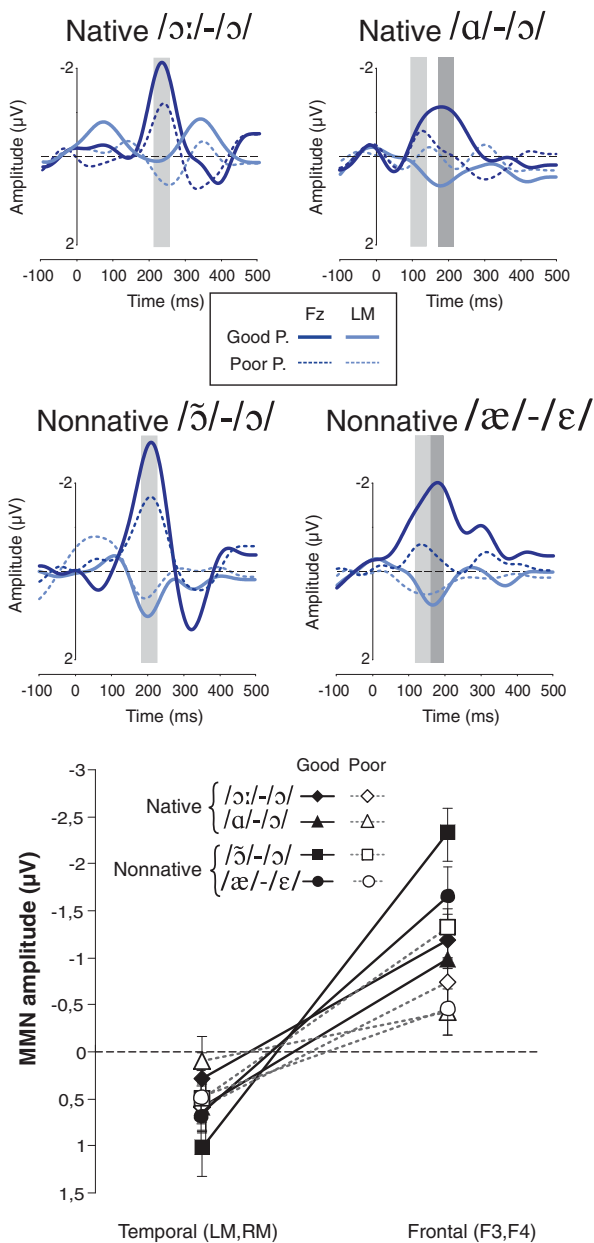 Native /ɔː/-/ɔ/
Native /ɑ/-/ɔ/
-2
Amplitude (µV)
2
-100 0 100 200 300 400 500
Time (ms)
-2
Amplitude (µV)
2
-100 0 100 200 300 400 500
Time (ms)
Fz LM
Good P.
Poor P.
Nonnative /ɔ̃/-/ɔ/
Nonnative /æ/-/ɛ/
-2
Amplitude (µV)
2
-100 0 100 200 300 400 500
Time (ms)
-2
Amplitude (µV)
2
-100 0 100 200 300 400 500
Time (ms)
Good Poor
Native { /ɔː/-/ɔ/
/ɑ/-/ɔ/
Nonnative { /ɔ̃/-/ɔ/
/æ/-/ɛ/
MMN amplitude (µV)
-3
-2,5
-2
-1,5
-1
-0,5
0
0,5
1
1,5
Temporal (LM,RM) Frontal (F3,F4)